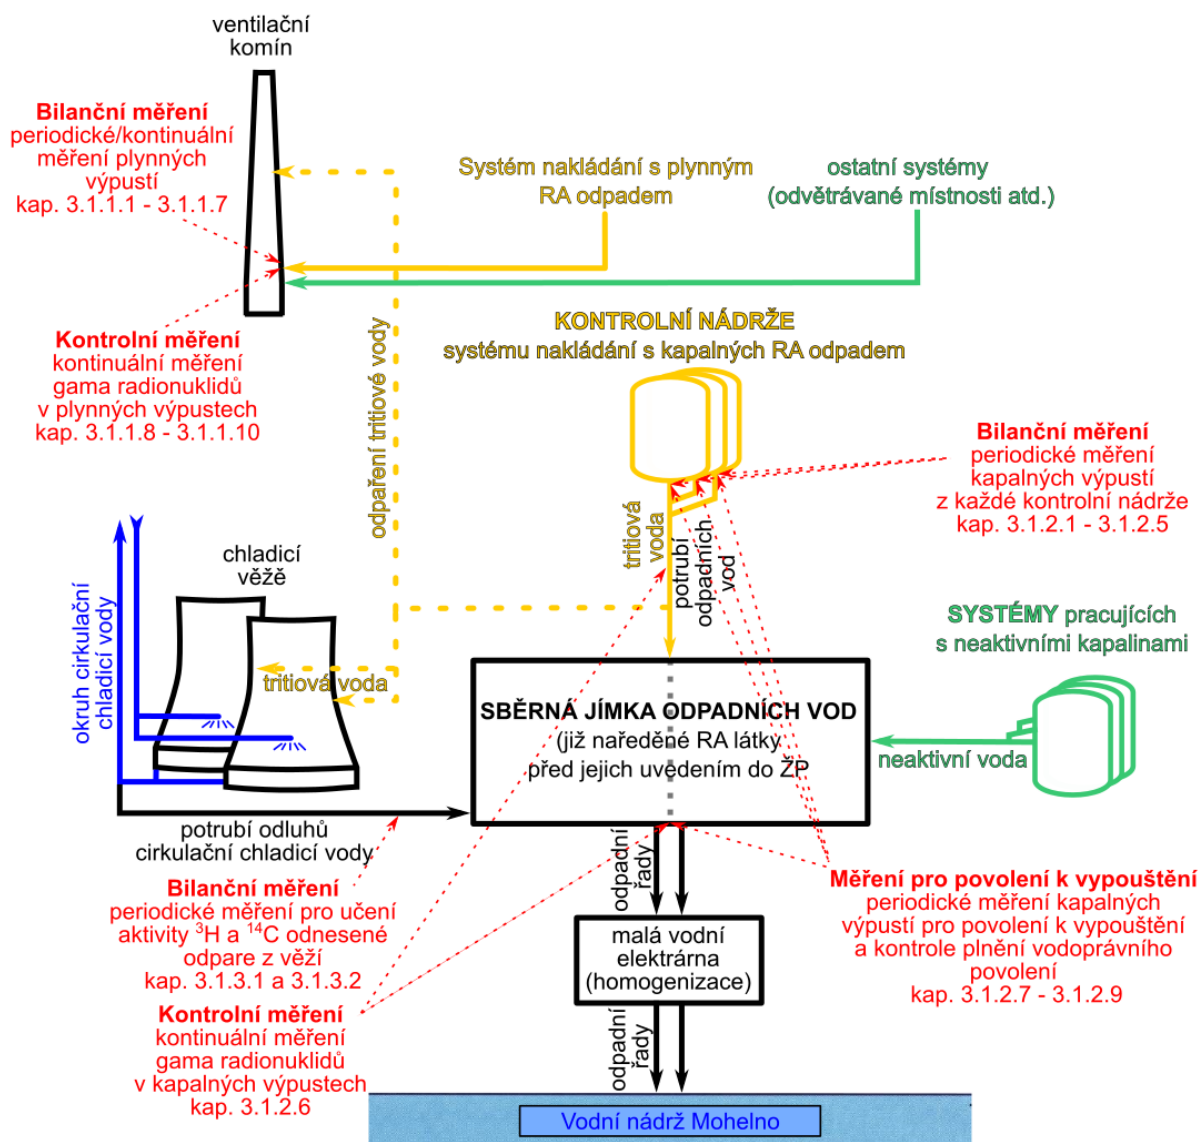 ventilační
komín
Bilanční měření
periodické/kontinuální
měření plynných
výpustí
kap. 3.1.1.1 - 3.1.1.7
Systém nakládání s plynným
RA odpadem
ostatní systémy
(odvětrávané místnosti atd.)
Kontrolní měření
kontinuální měření
gama radionuklidů
v plynných výpustech
kap. 3.1.1.8 - 3.1.1.10
odpaření tritiové vody
KONTROLNÍ NÁDRŽE
systému nakládání s kapalných RA odpadem
Bilanční měření
periodické měření
kapalných výpustí
z každé kontrolní nádrže
kap. 3.1.2.1 - 3.1.2.5
tritiová
voda
potrubí
odpadních
vod
okruh cirkulační
chladicí vody
chladicí
věžě
tritiová voda
SYSTÉMY pracujících
s neaktivními kapalinami
neaktivní voda
SBĚRNÁ JÍMKA ODPADNÍCH VOD
(již naředěné RA látky
před jejich uvedením do ŽP
potrubí odluhů
cirkulační chladicí vody
Bilanční měření
periodické měření pro učení
aktivity ³H a ¹⁴C odnesené
odpare z věží
kap. 3.1.3.1 a 3.1.3.2
Kontrolní měření
kontinuální měření
gama radionuklidů
v kapalných výpustech
kap. 3.1.2.6
odpadní
řady
malá vodní
elektrárna
(homogenizace)
odpadní
řady
Měření pro povolení k vypouštění
periodické měření kapalných
výpustí pro povolení k vypouštění
a kontrole plnění vodoprávního
povolení
kap. 3.1.2.7 - 3.1.2.9
Vodní nádrž Mohelno